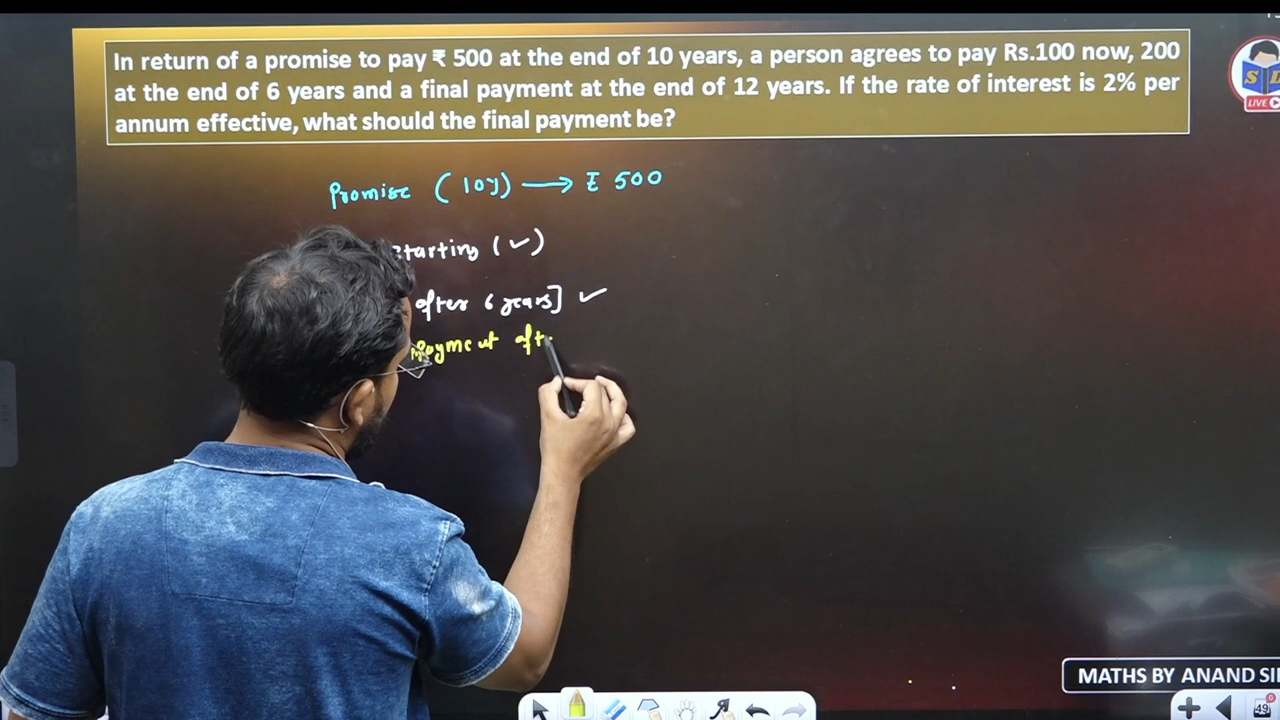 In return of a promise to pay ₹ 500 at the end of 10 years, a person agrees to pay Rs.100 now, 200
at the end of 6 years and a final payment at the end of 12 years. If the rate of interest is 2% per
annum effective, what should the final payment be?
Promise ( 10y) → ₹ 500
Starting ( ✓ )
after 6 years] ✓
payment aft
LIVE
MATHS BY ANAND
49